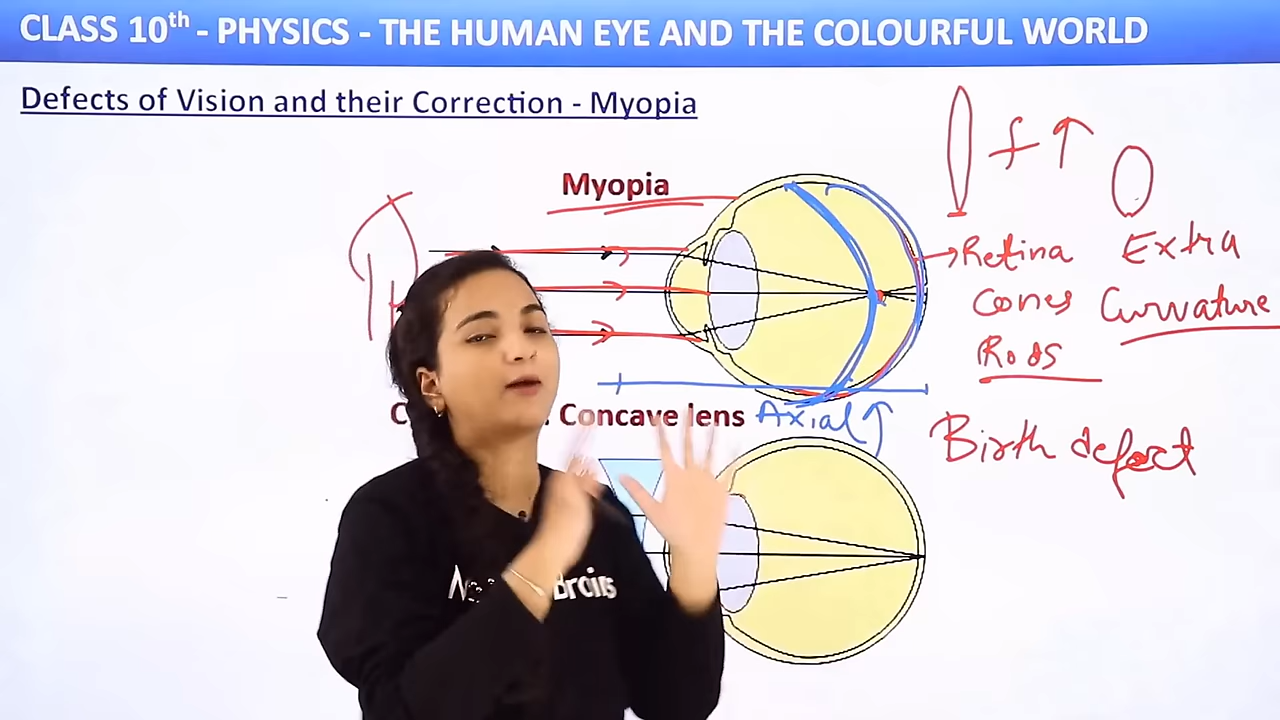 CLASS 10th - PHYSICS - THE HUMAN EYE AND THE COLOURFUL WORLD
Defects of Vision and their Correction - Myopia
Myopia
f ↑
Retina
Extra
Cones
Curvature
Rods
Concave lens
Axial ↑
Birth defect
Brains